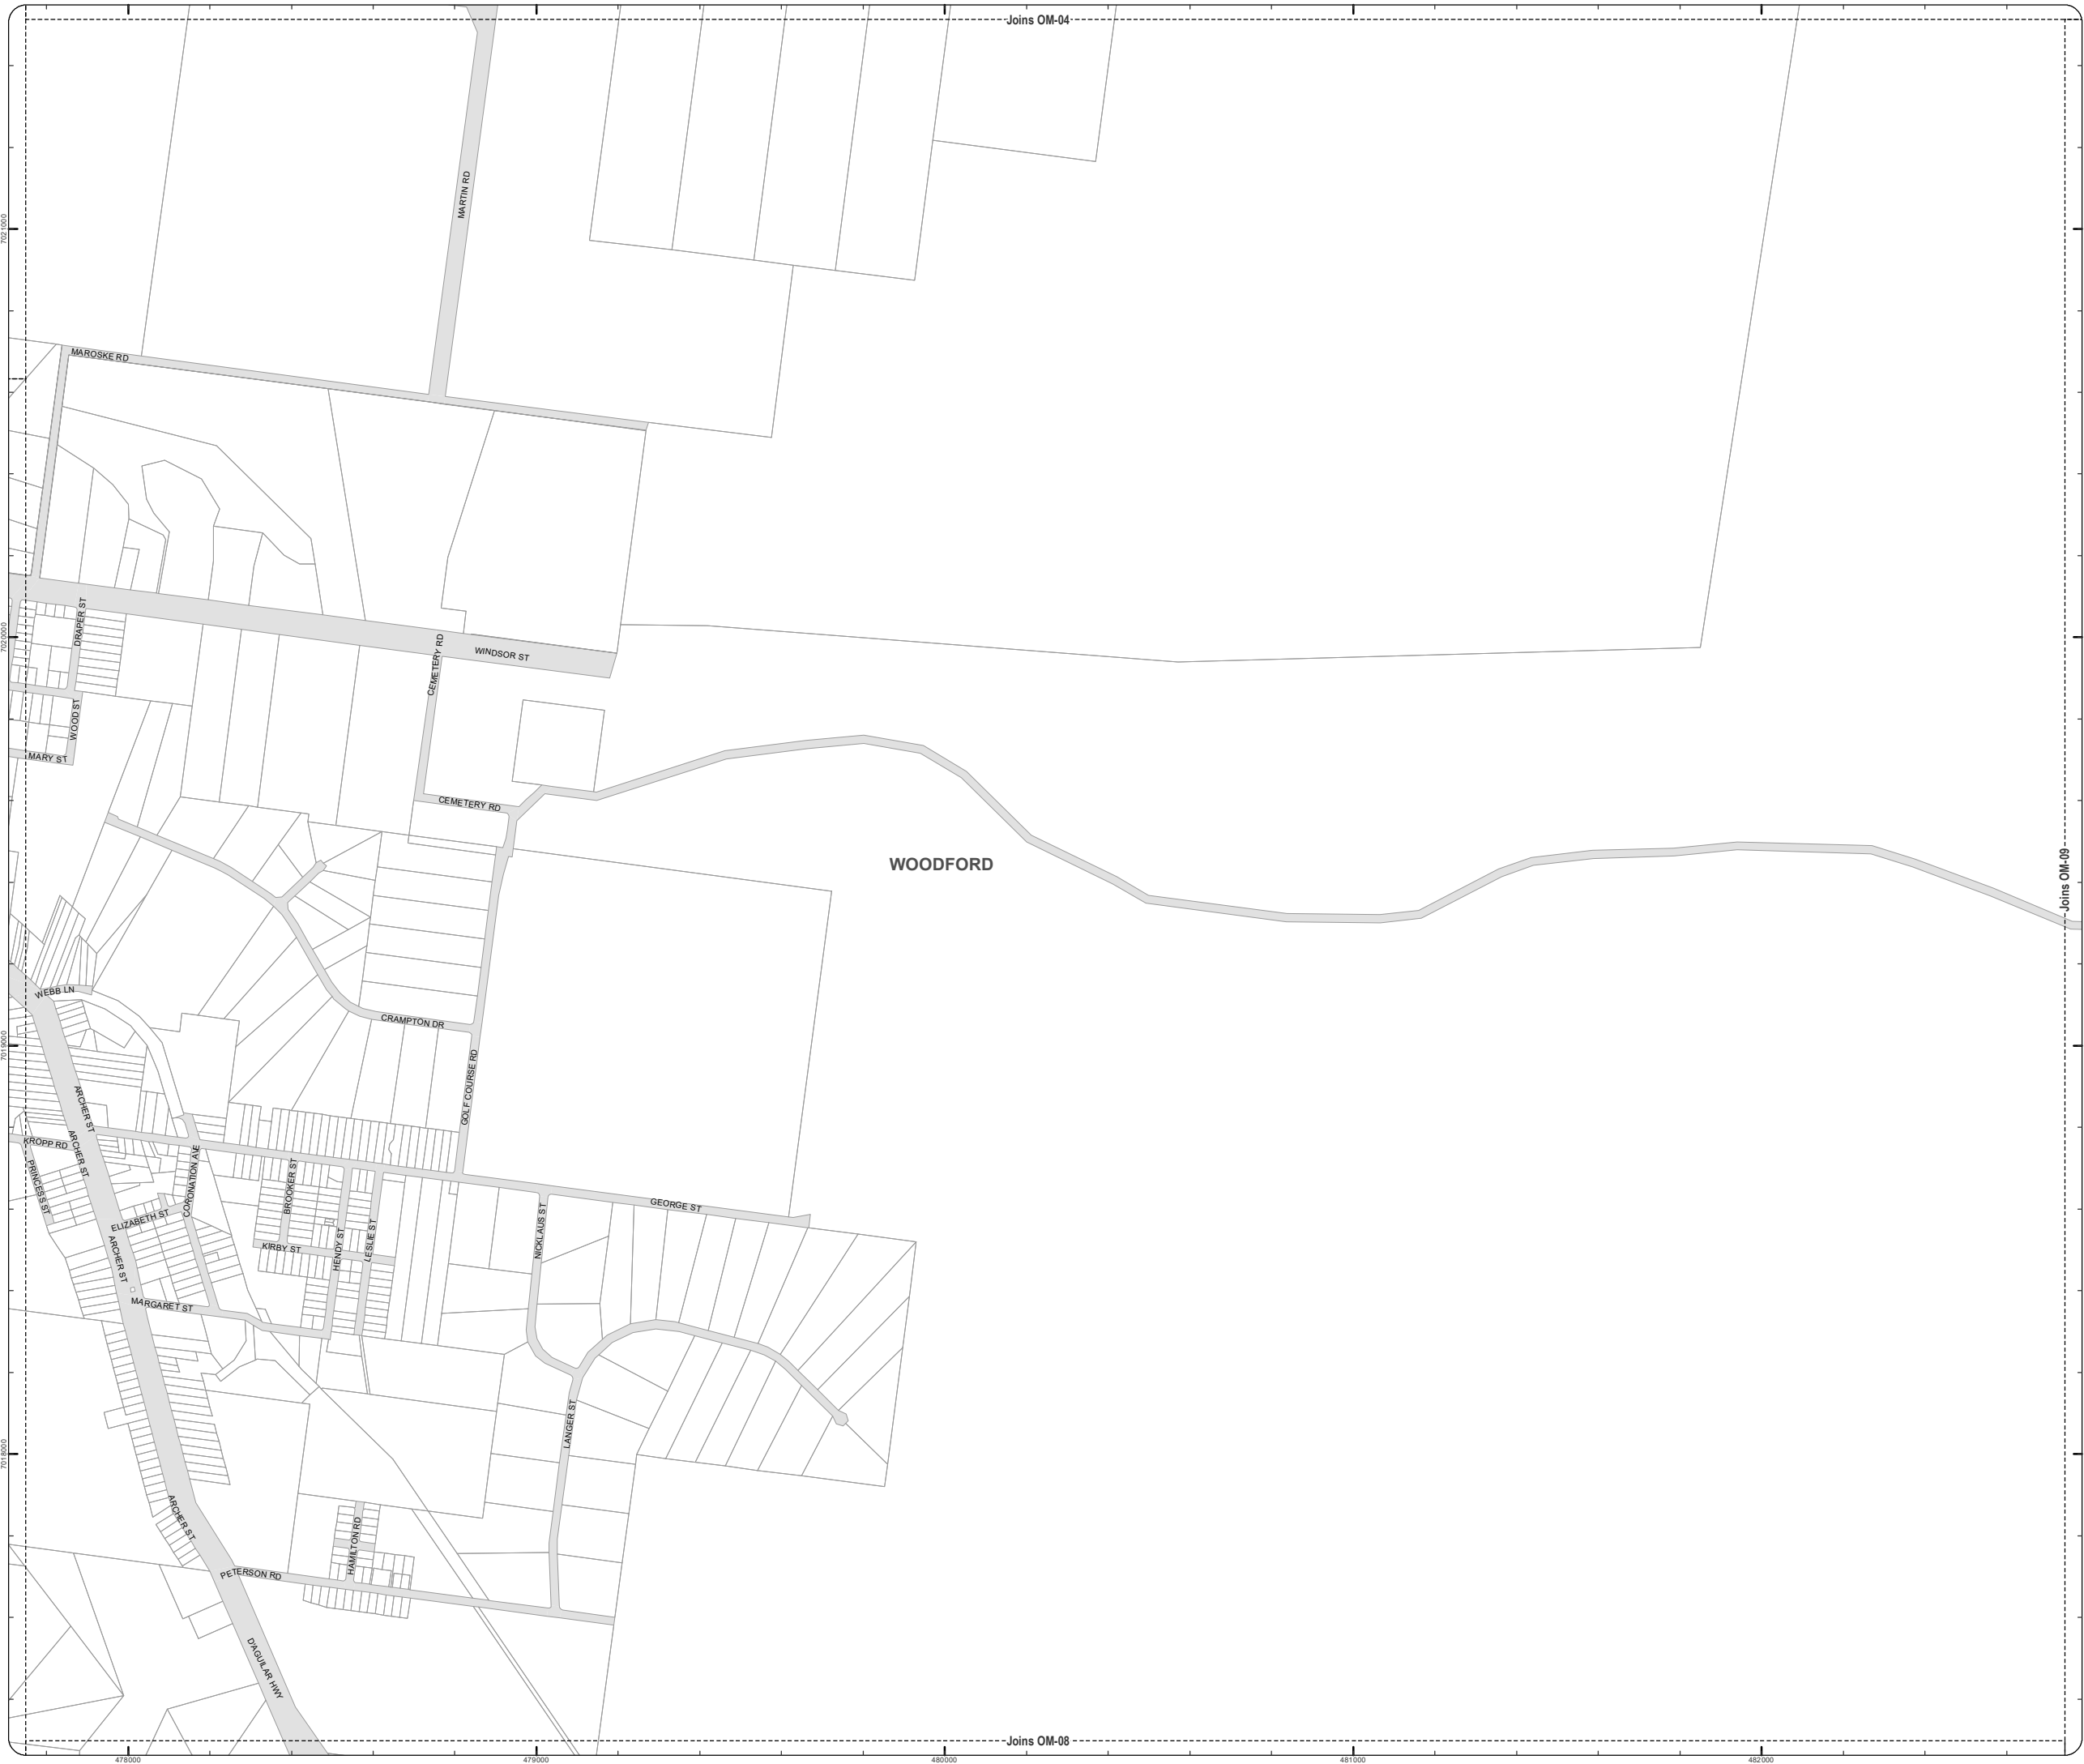 Joins OM-04
MARTIN RD
7021000
MAROSKE RD
DRAPER ST
7020000
CEMETERY RD
WINDSOR ST
WOOD ST
MARY ST
CEMETERY RD
WOODFORD
Joins OM-09
WEBB LN
CRAMPTON DR
7019000
GOLF COURSE RD
ARCHER ST
KROPP RD
ARCHER ST
PRINCESS ST
CORONATION AVE
BROOKER ST
GEORGE ST
ELIZABETH ST
NICKLAUS ST
ARCHER ST
KIRBY ST
HENDY ST
LESLIE ST
MARGARET ST
LANGER ST
7018000
ARCHER ST
HAMILTON RD
PETERSON RD
D'AGUILAR HWY
Joins OM-08
478000
479000
480000
481000
482000